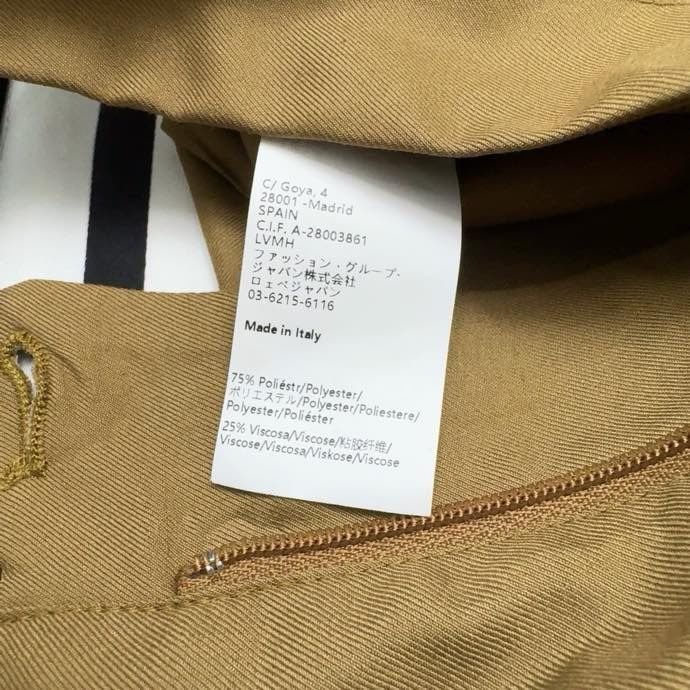 C/ Goya, 4
28001 -Madrid
SPAIN
C.I.F. A-28003861
LVMH
ファッション・グループ・
ジャパン株式会社
ロエベジャパン
03-6215-6116
Made in Italy
75% Poliéstr/Polyester/
ポリエステル/Polyester/Poliestere/
Polyester/Poliéster
25% Viscosa/Viscose/粘胶纤维/
Viscose/Viscosa/Viskose/Viscose